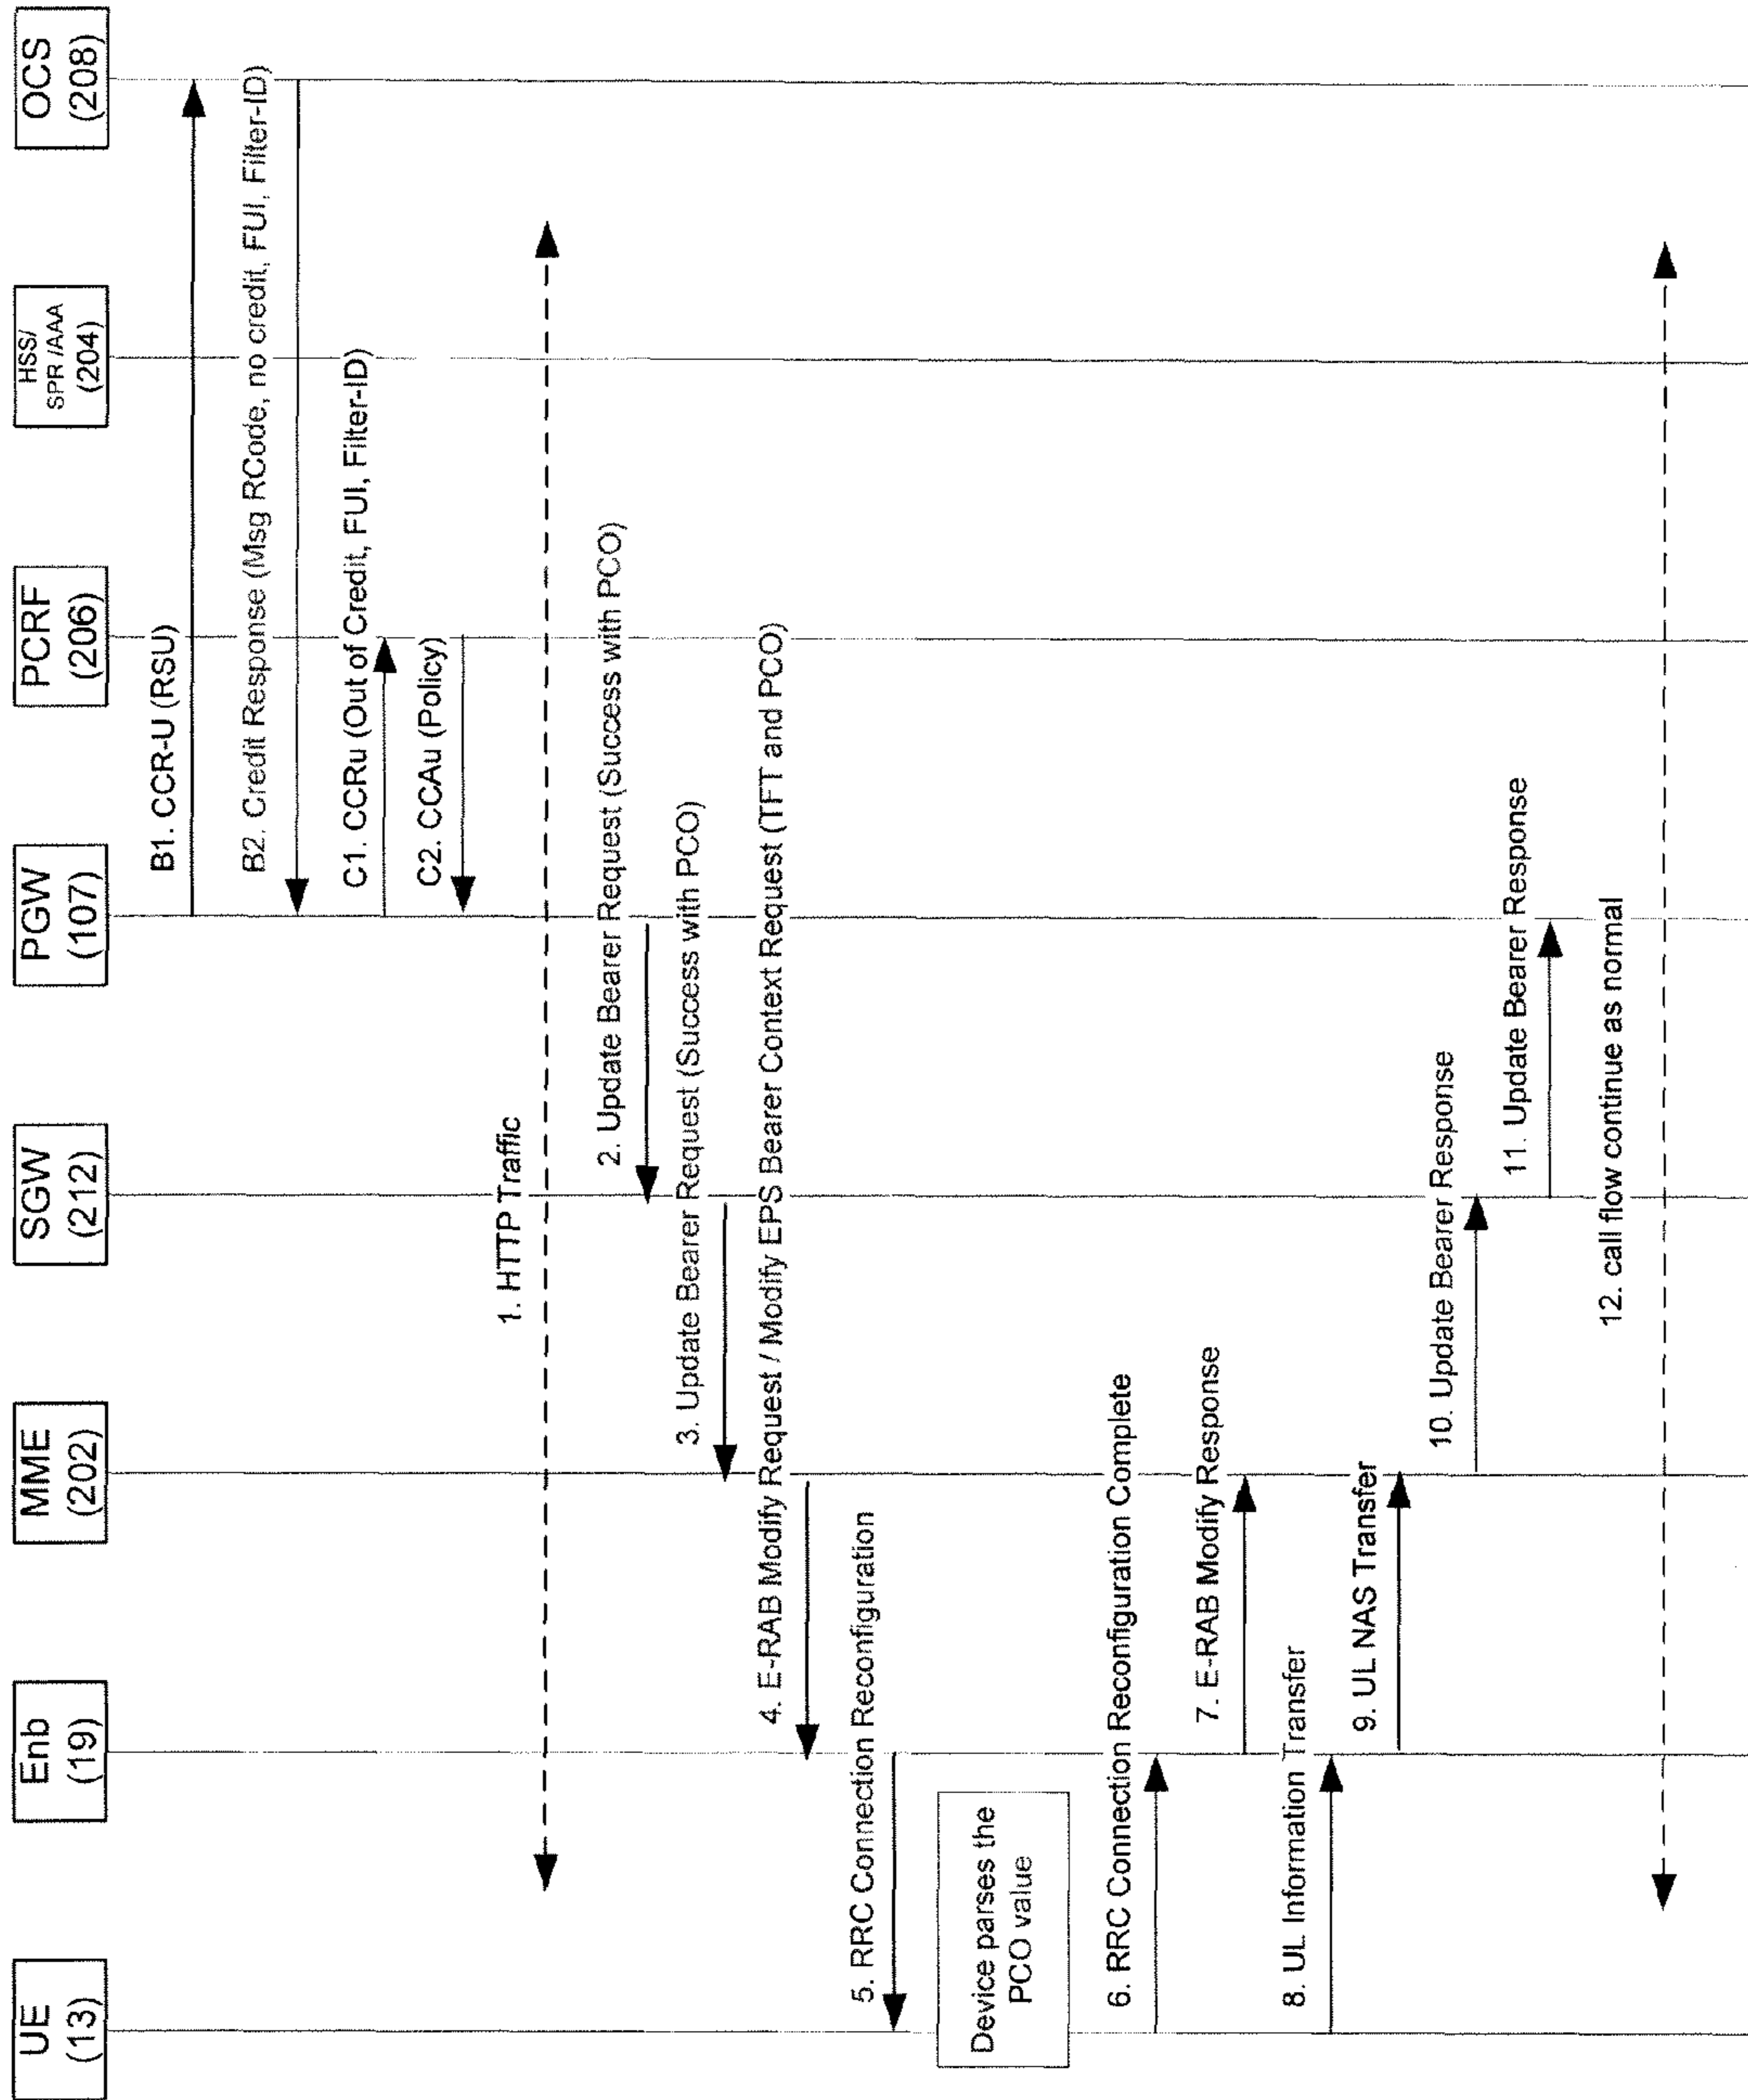 UE
(13)
Enb
(19)
MME
(202)
SGW
(212)
PGW
(107)
PCRF
(206)
HSS/
SPR /AAA
(204)
OCS
(208)
B1. CCR-U (RSU)
B2. Credit Response (Msg RCode, no credit, FUI, Filter-ID)
C1. CCRu (Out of Credit, FUI, Filter-ID)
C2. CCAu (Policy)
1. HTTP Traffic
2. Update Bearer Request (Success with PCO)
3. Update Bearer Request (Success with PCO)
4. E-RAB Modify Request / Modify EPS Bearer Context Request (TFT and PCO)
5. RRC Connection Reconfiguration
Device parses the
PCO value
6. RRC Connection Reconfiguration Complete
7. E-RAB Modify Response
8. UL Information Transfer
9. UL NAS Transfer
10. Update Bearer Response
11. Update Bearer Response
12. call flow continue as normal